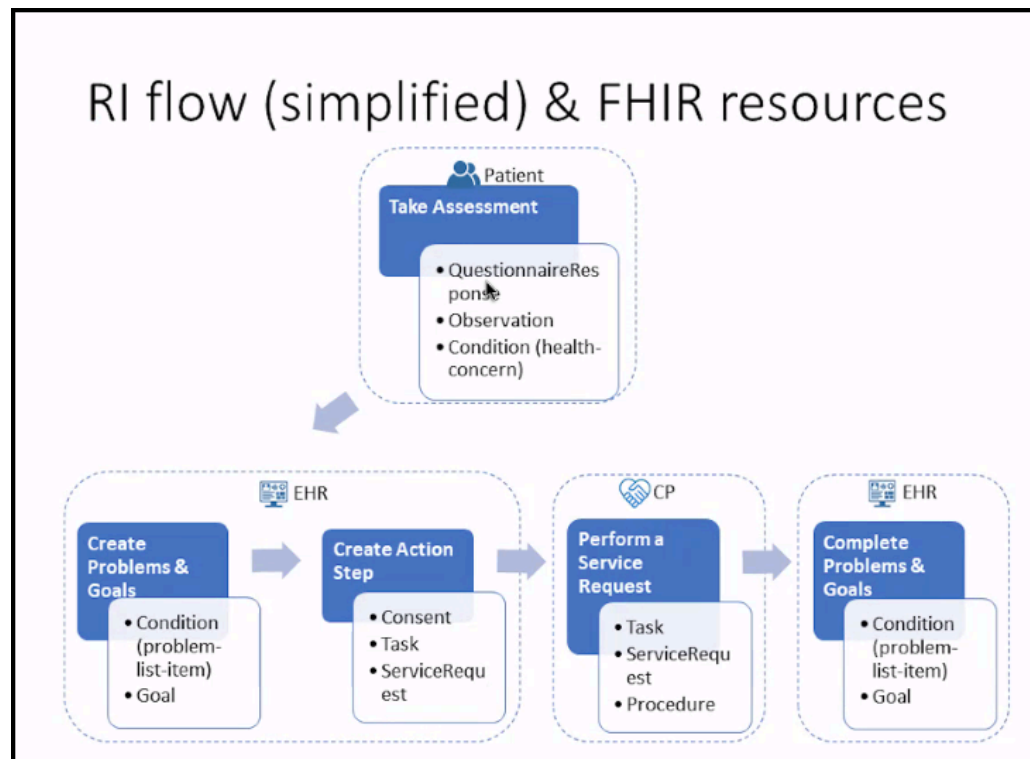 RI flow (simplified) & FHIR resources
Patient
Take Assessment
• QuestionnaireRes
ponse
• Observation
• Condition (health-
concern)
EHR
Create
Problems &
Goals
• Condition
(problem-
list-item)
• Goal
Create Action
Step
• Consent
• Task
• ServiceRequ
est
CP
Perform a
Service
Request
• Task
• ServiceRequ
est
• Procedure
EHR
Complete
Problems &
Goals
• Condition
(problem-
list-item)
• Goal